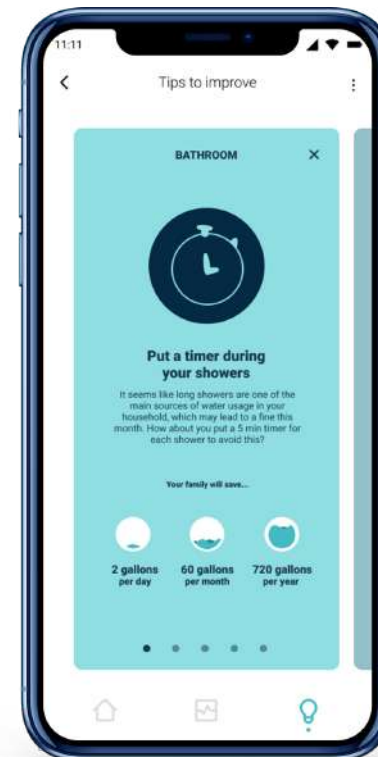 11:11
Tips to improve
BATHROOM
Put a timer during
your showers
It seems like long showers are one of the
main sources of water usage in your
household, which may lead to a fine this
month. How about you put a 5 min timer for
each shower to avoid this?
Your family will save...
2 gallons
per day
60 gallons
per month
720 gallons
per year